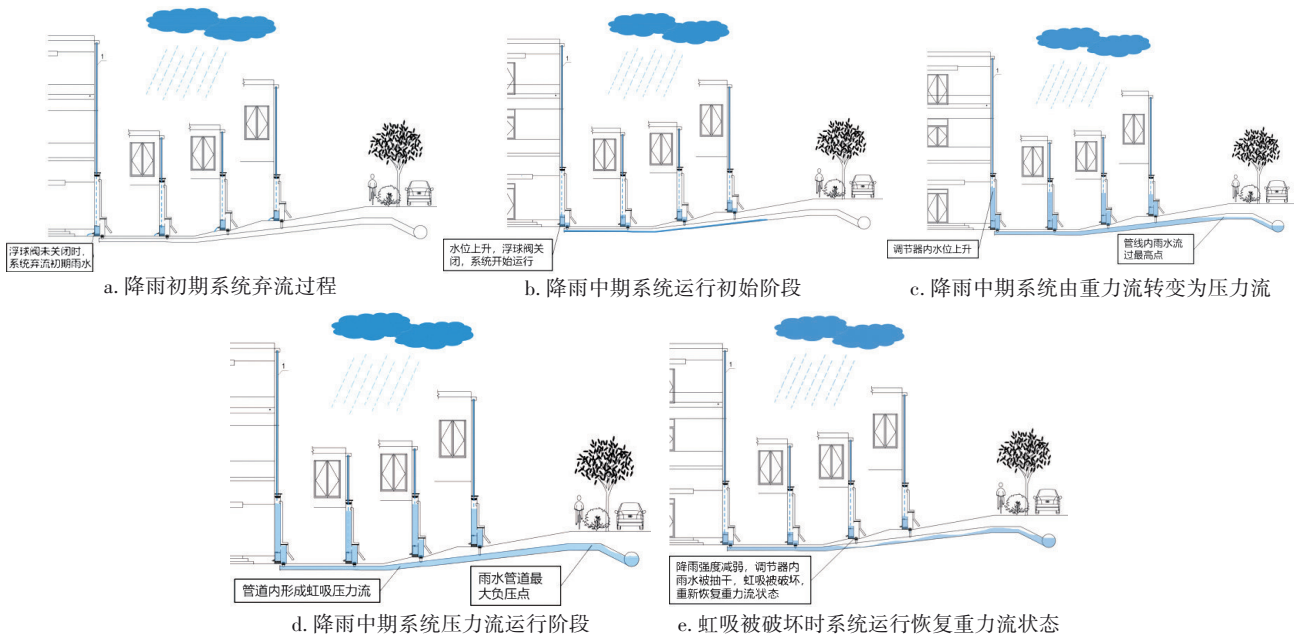 1
浮球阀未关闭时，
系统弃流初期雨水
a. 降雨初期系统弃流过程
1
水位上升，浮球阀关
闭，系统开始运行
b. 降雨中期系统运行初始阶段
1
调节器内水位上升
管线内雨水流
过最高点
c. 降雨中期系统由重力流转变为压力流
1
管道内形成虹吸压力流
雨水管道最
大负压点
d. 降雨中期系统压力流运行阶段
1
降雨强度减弱，调节器内
雨水被抽干，虹吸被破坏，
重新恢复重力流状态
e. 虹吸被破坏时系统运行恢复重力流状态